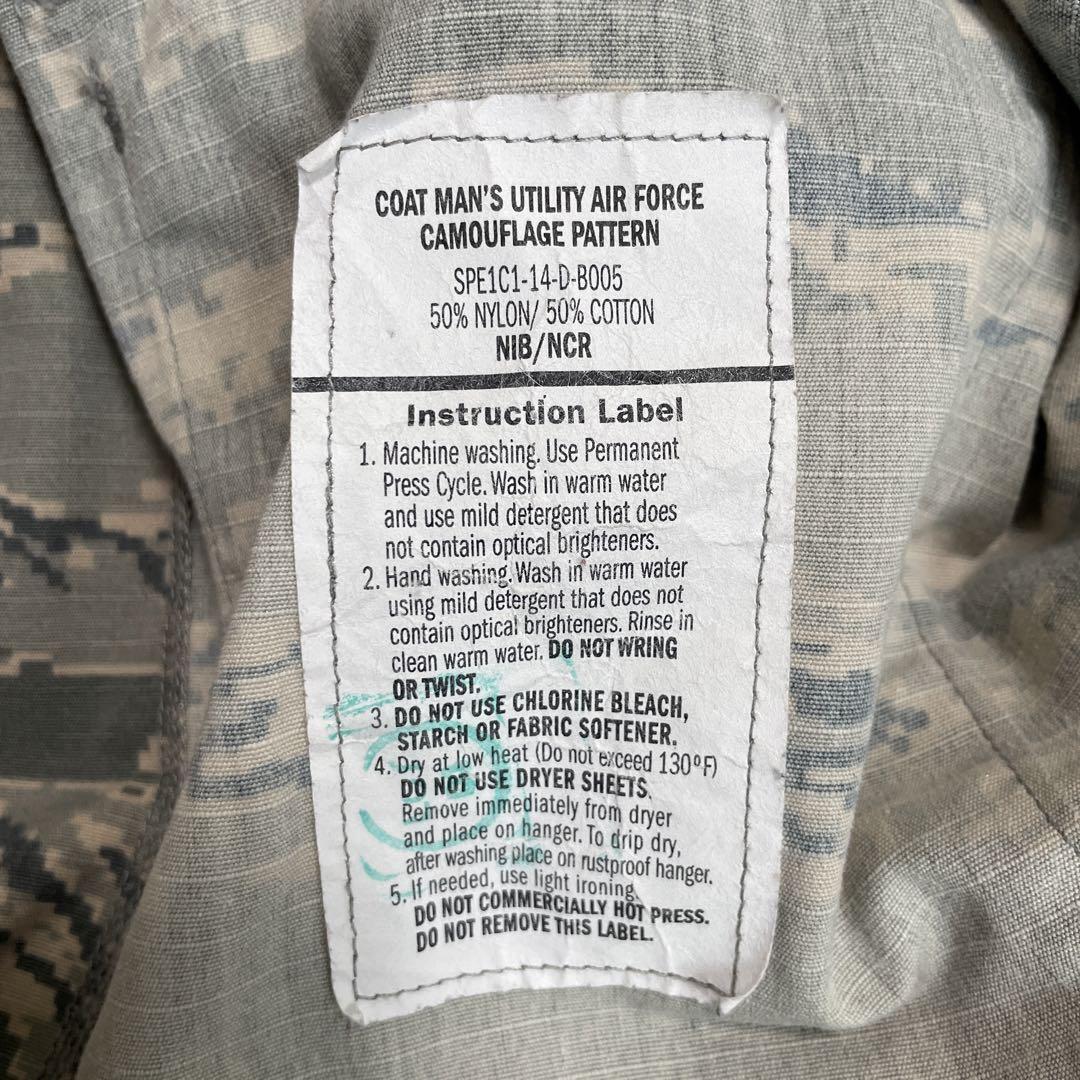 COAT MAN'S UTILITY AIR FORCE
CAMOUFLAGE PATTERN
SPE1C1-14-D-B005
50% NYLON/ 50% COTTON
NIB/NCR
Instruction Label
1. Machine washing. Use Permanent
Press Cycle. Wash in warm water
and use mild detergent that does
not contain optical brighteners.
2. Hand washing. Wash in warm water
using mild detergent that does not
contain optical brighteners. Rinse in
clean warm water. DO NOT WRING
OR TWIST.
3. DO NOT USE CHLORINE BLEACH,
STARCH OR FABRIC SOFTENER.
4. Dry at low heat (Do not exceed 130ºF)
DO NOT USE DRYER SHEETS.
Remove immediately from dryer
and place on hanger. To drip dry,
after washing place on rustproof hanger.
5. If needed, use light ironing.
DO NOT COMMERCIALLY HOT PRESS.
DO NOT REMOVE THIS LABEL.